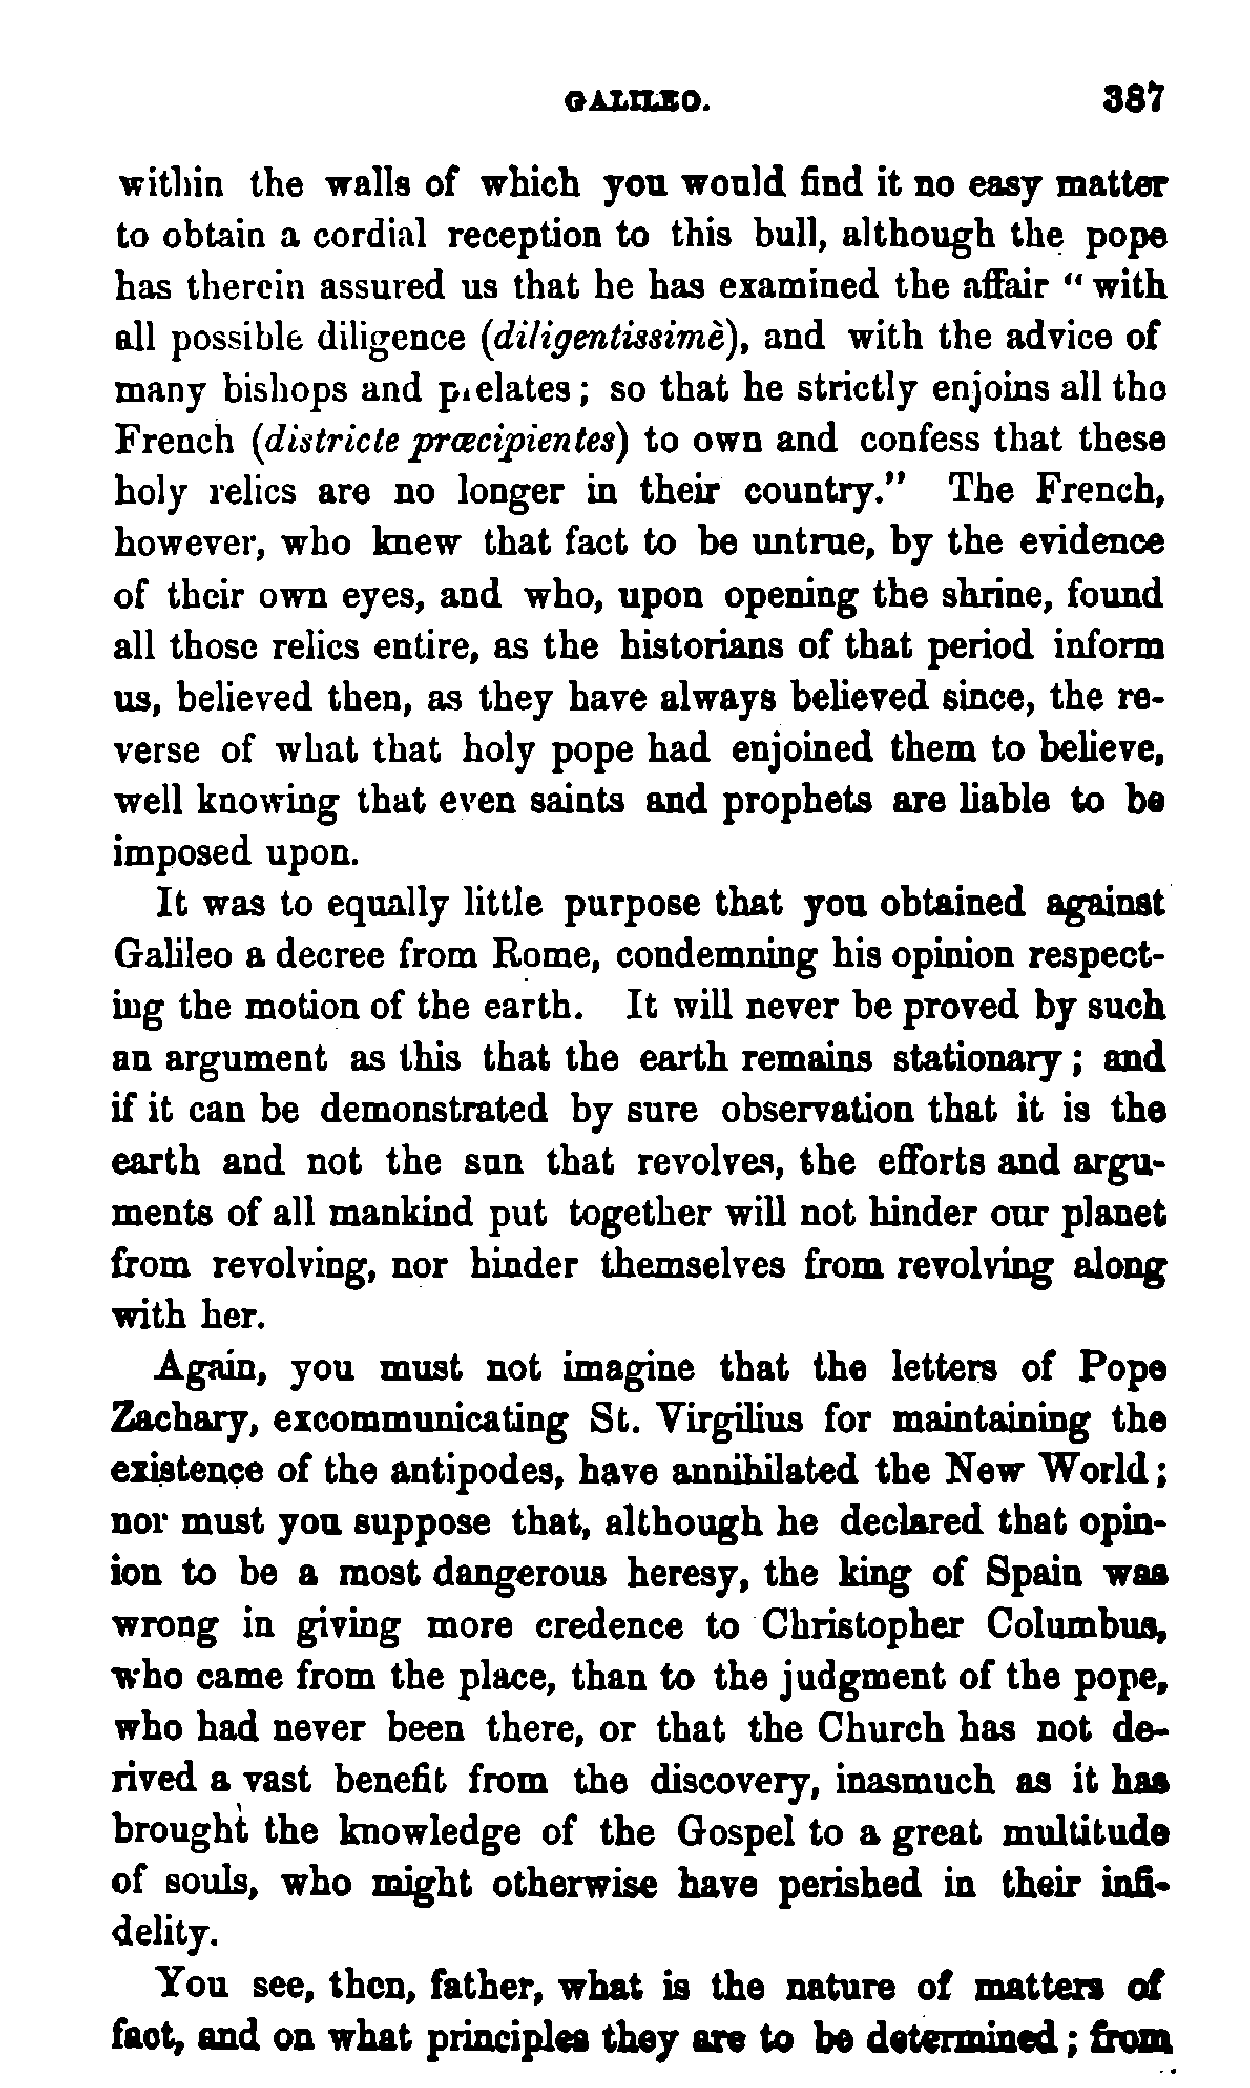 GALILEO. 387
within the walls of which you would find it no easy matter
to obtain a cordial reception to this bull, although the pope
has therein assured us that he has examined the affair “ with
all possible diligence (diligentissimè), and with the advice of
many bishops and prelates; so that he strictly enjoins all the
French (districte præcipientes) to own and confess that these
holy relics are no longer in their country.” The French,
however, who knew that fact to be untrue, by the evidence
of their own eyes, and who, upon opening the shrine, found
all those relics entire, as the historians of that period inform
us, believed then, as they have always believed since, the re-
verse of what that holy pope had enjoined them to believe,
well knowing that even saints and prophets are liable to be
imposed upon.
It was to equally little purpose that you obtained against
Galileo a decree from Rome, condemning his opinion respect-
ing the motion of the earth. It will never be proved by such
an argument as this that the earth remains stationary; and
if it can be demonstrated by sure observation that it is the
earth and not the sun that revolves, the efforts and argu-
ments of all mankind put together will not hinder our planet
from revolving, nor hinder themselves from revolving along
with her.
Again, you must not imagine that the letters of Pope
Zachary, excommunicating St. Virgilius for maintaining the
existence of the antipodes, have annihilated the New World;
nor must you suppose that, although he declared that opin-
ion to be a most dangerous heresy, the king of Spain was
wrong in giving more credence to Christopher Columbus,
who came from the place, than to the judgment of the pope,
who had never been there, or that the Church has not de-
rived a vast benefit from the discovery, inasmuch as it has
brought the knowledge of the Gospel to a great multitude
of souls, who might otherwise have perished in their infi-
delity.
You see, then, father, what is the nature of matters of
fact, and on what principles they are to be determined; from